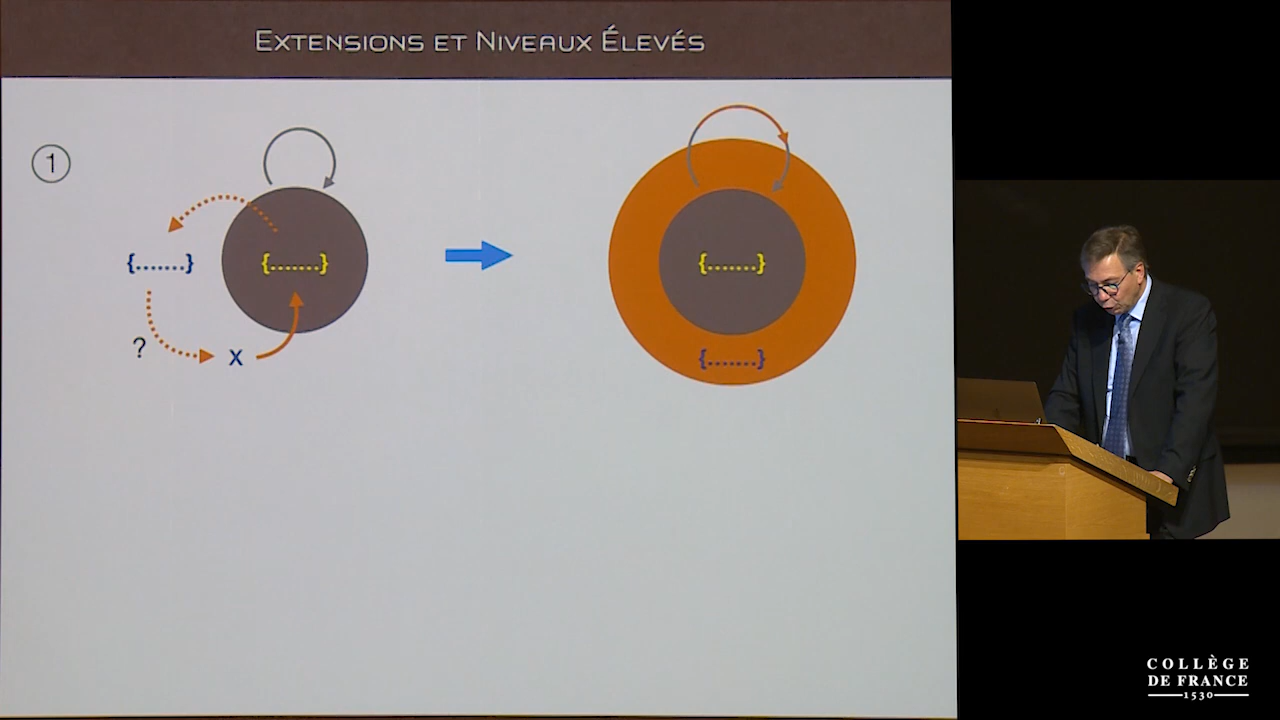 EXTENSIONS ET NIVEAUX ÉLEVÉS
1
{.......} {.......} {.......}
? x
{.......}
COLLÈGE
DE FRANCE
1530